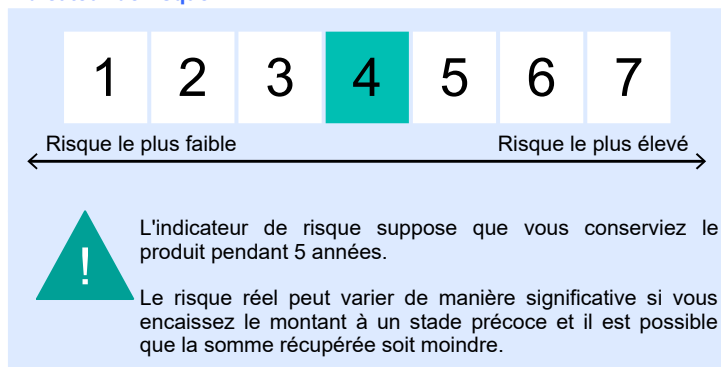 1 2 3 4 5 6 7
Risque le plus faible Risque le plus élevé
! L'indicateur de risque suppose que vous conserviez le
produit pendant 5 années.
Le risque réel peut varier de manière significative si vous
encaissez le montant à un stade précoce et il est possible
que la somme récupérée soit moindre.